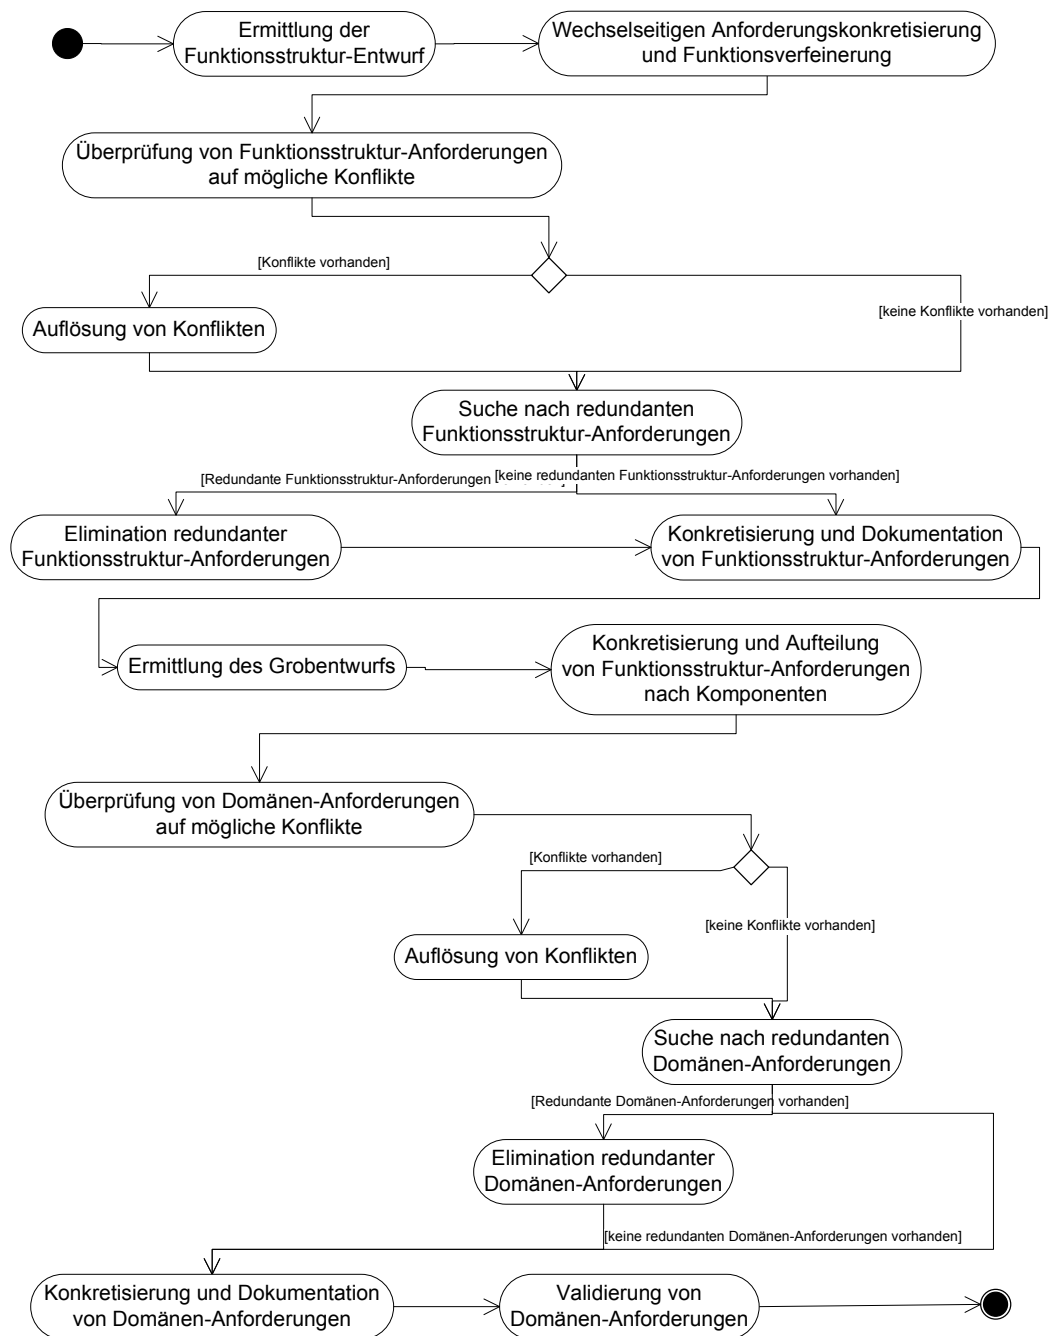 Ermittlung der
Funktionsstruktur-Entwurf
Wechselseitigen Anforderungskonkretisierung
und Funktionsverfeinerung
Überprüfung von Funktionsstruktur-Anforderungen
auf mögliche Konflikte
[Konflikte vorhanden]
[keine Konflikte vorhanden]
Auflösung von Konflikten
Suche nach redundanten
Funktionsstruktur-Anforderungen
[Redundante Funktionsstruktur-Anforderungen
[keine redundanten Funktionsstruktur-Anforderungen vorhanden]
Elimination redundanter
Funktionsstruktur-Anforderungen
Konkretisierung und Dokumentation
von Funktionsstruktur-Anforderungen
Ermittlung des Grobentwurfs
Konkretisierung und Aufteilung
von Funktionsstruktur-Anforderungen
nach Komponenten
Überprüfung von Domänen-Anforderungen
auf mögliche Konflikte
[Konflikte vorhanden]
[keine Konflikte vorhanden]
Auflösung von Konflikten
Suche nach redundanten
Domänen-Anforderungen
[Redundante Domänen-Anforderungen vorhanden]
Elimination redundanter
Domänen-Anforderungen
[keine redundanten Domänen-Anforderungen vorhanden]
Konkretisierung und Dokumentation
von Domänen-Anforderungen
Validierung von
Domänen-Anforderungen